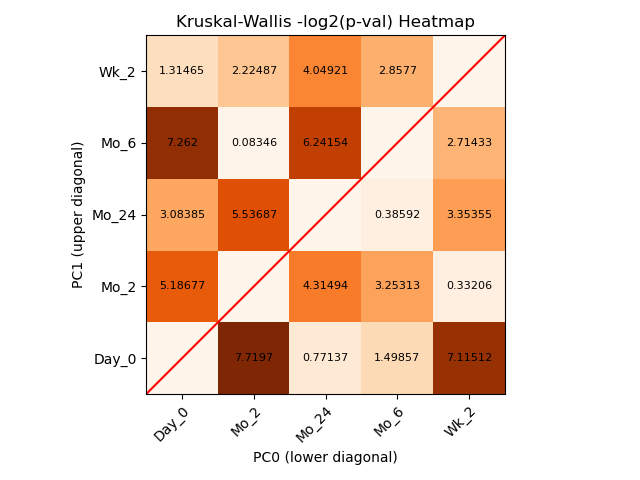 Kruskal-Wallis -log2(p-val) Heatmap
PC1 (upper diagonal)
Wk_2 1.31465 2.22487 4.04921 2.8577
Mo_6 7.262 0.08346 6.24154 2.71433
Mo_24 3.08385 5.53687 0.38592 3.35355
Mo_2 5.18677 4.31494 3.25313 0.33206
Day_0 7.7197 0.77137 1.49857 7.11512
Day_0 Mo_2 Mo_24 Mo_6 Wk_2
PC0 (lower diagonal)